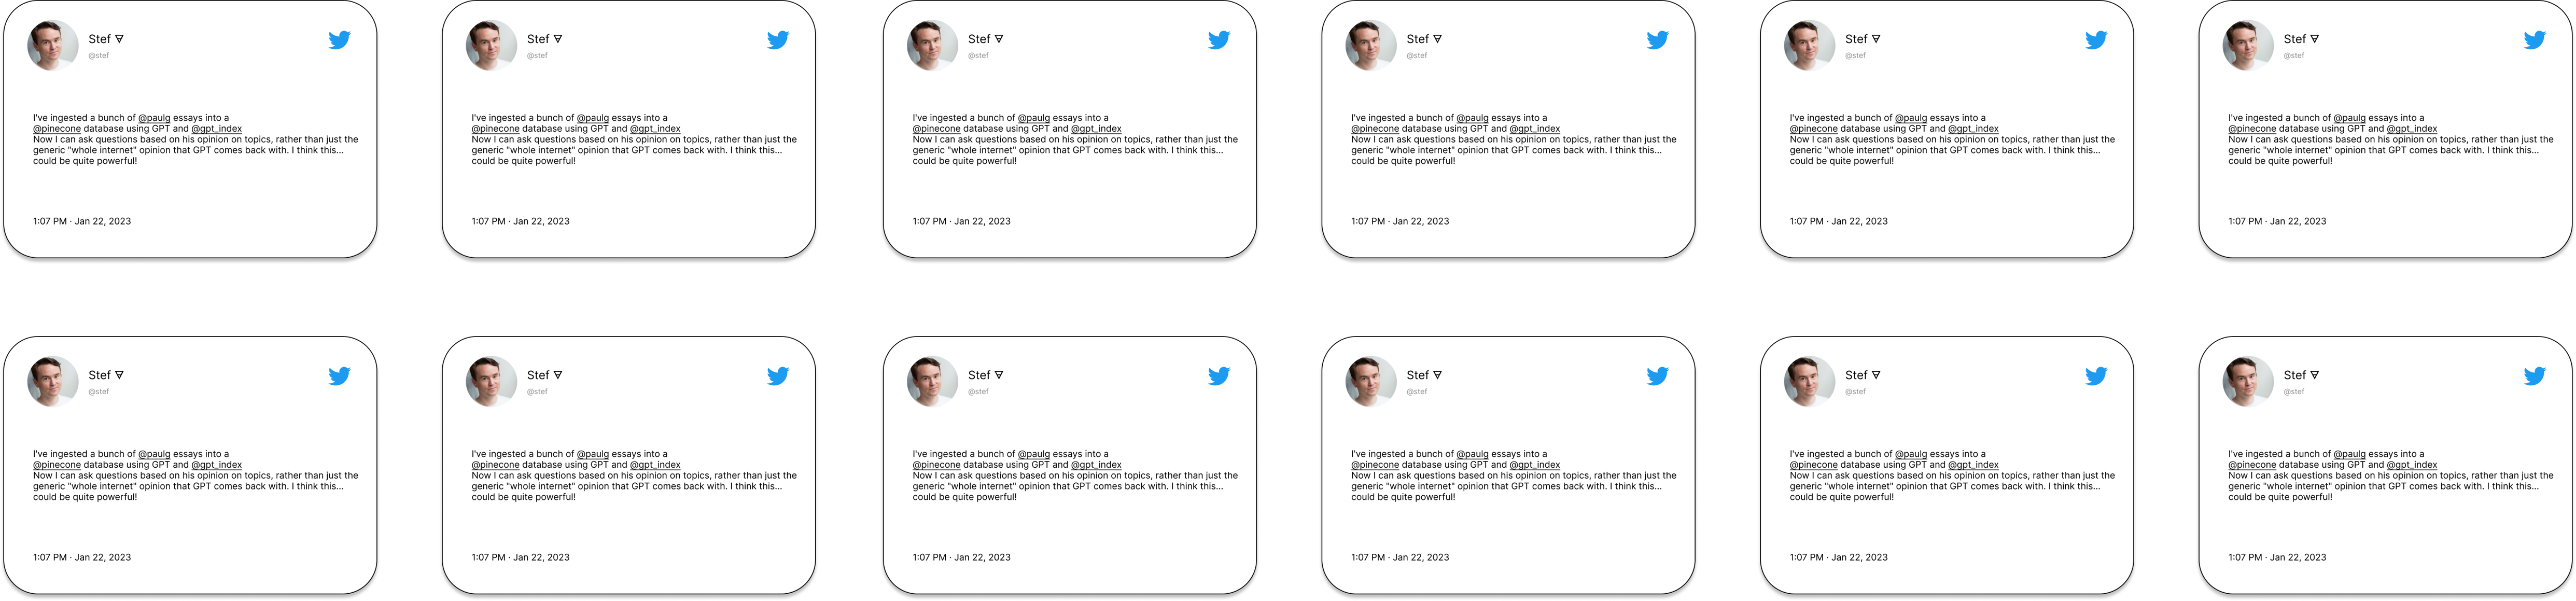 Stef ▽
@stef
I've ingested a bunch of @paulg essays into a
@pinecone database using GPT and @gpt_index
Now I can ask questions based on his opinion on topics, rather than just the
generic "whole internet" opinion that GPT comes back with. I think this...
could be quite powerful!
1:07 PM · Jan 22, 2023
Stef ▽
@stef
I've ingested a bunch of @paulg essays into a
@pinecone database using GPT and @gpt_index
Now I can ask questions based on his opinion on topics, rather than just the
generic "whole internet" opinion that GPT comes back with. I think this...
could be quite powerful!
1:07 PM · Jan 22, 2023
Stef ▽
@stef
I've ingested a bunch of @paulg essays into a
@pinecone database using GPT and @gpt_index
Now I can ask questions based on his opinion on topics, rather than just the
generic "whole internet" opinion that GPT comes back with. I think this...
could be quite powerful!
1:07 PM · Jan 22, 2023
Stef ▽
@stef
I've ingested a bunch of @paulg essays into a
@pinecone database using GPT and @gpt_index
Now I can ask questions based on his opinion on topics, rather than just the
generic "whole internet" opinion that GPT comes back with. I think this...
could be quite powerful!
1:07 PM · Jan 22, 2023
Stef ▽
@stef
I've ingested a bunch of @paulg essays into a
@pinecone database using GPT and @gpt_index
Now I can ask questions based on his opinion on topics, rather than just the
generic "whole internet" opinion that GPT comes back with. I think this...
could be quite powerful!
1:07 PM · Jan 22, 2023
Stef ▽
@stef
I've ingested a bunch of @paulg essays into a
@pinecone database using GPT and @gpt_index
Now I can ask questions based on his opinion on topics, rather than just the
generic "whole internet" opinion that GPT comes back with. I think this...
could be quite powerful!
1:07 PM · Jan 22, 2023
Stef ▽
@stef
I've ingested a bunch of @paulg essays into a
@pinecone database using GPT and @gpt_index
Now I can ask questions based on his opinion on topics, rather than just the
generic "whole internet" opinion that GPT comes back with. I think this...
could be quite powerful!
1:07 PM · Jan 22, 2023
Stef ▽
@stef
I've ingested a bunch of @paulg essays into a
@pinecone database using GPT and @gpt_index
Now I can ask questions based on his opinion on topics, rather than just the
generic "whole internet" opinion that GPT comes back with. I think this...
could be quite powerful!
1:07 PM · Jan 22, 2023
Stef ▽
@stef
I've ingested a bunch of @paulg essays into a
@pinecone database using GPT and @gpt_index
Now I can ask questions based on his opinion on topics, rather than just the
generic "whole internet" opinion that GPT comes back with. I think this...
could be quite powerful!
1:07 PM · Jan 22, 2023
Stef ▽
@stef
I've ingested a bunch of @paulg essays into a
@pinecone database using GPT and @gpt_index
Now I can ask questions based on his opinion on topics, rather than just the
generic "whole internet" opinion that GPT comes back with. I think this...
could be quite powerful!
1:07 PM · Jan 22, 2023
Stef ▽
@stef
I've ingested a bunch of @paulg essays into a
@pinecone database using GPT and @gpt_index
Now I can ask questions based on his opinion on topics, rather than just the
generic "whole internet" opinion that GPT comes back with. I think this...
could be quite powerful!
1:07 PM · Jan 22, 2023
Stef ▽
@stef
I've ingested a bunch of @paulg essays into a
@pinecone database using GPT and @gpt_index
Now I can ask questions based on his opinion on topics, rather than just the
generic "whole internet" opinion that GPT comes back with. I think this...
could be quite powerful!
1:07 PM · Jan 22, 2023